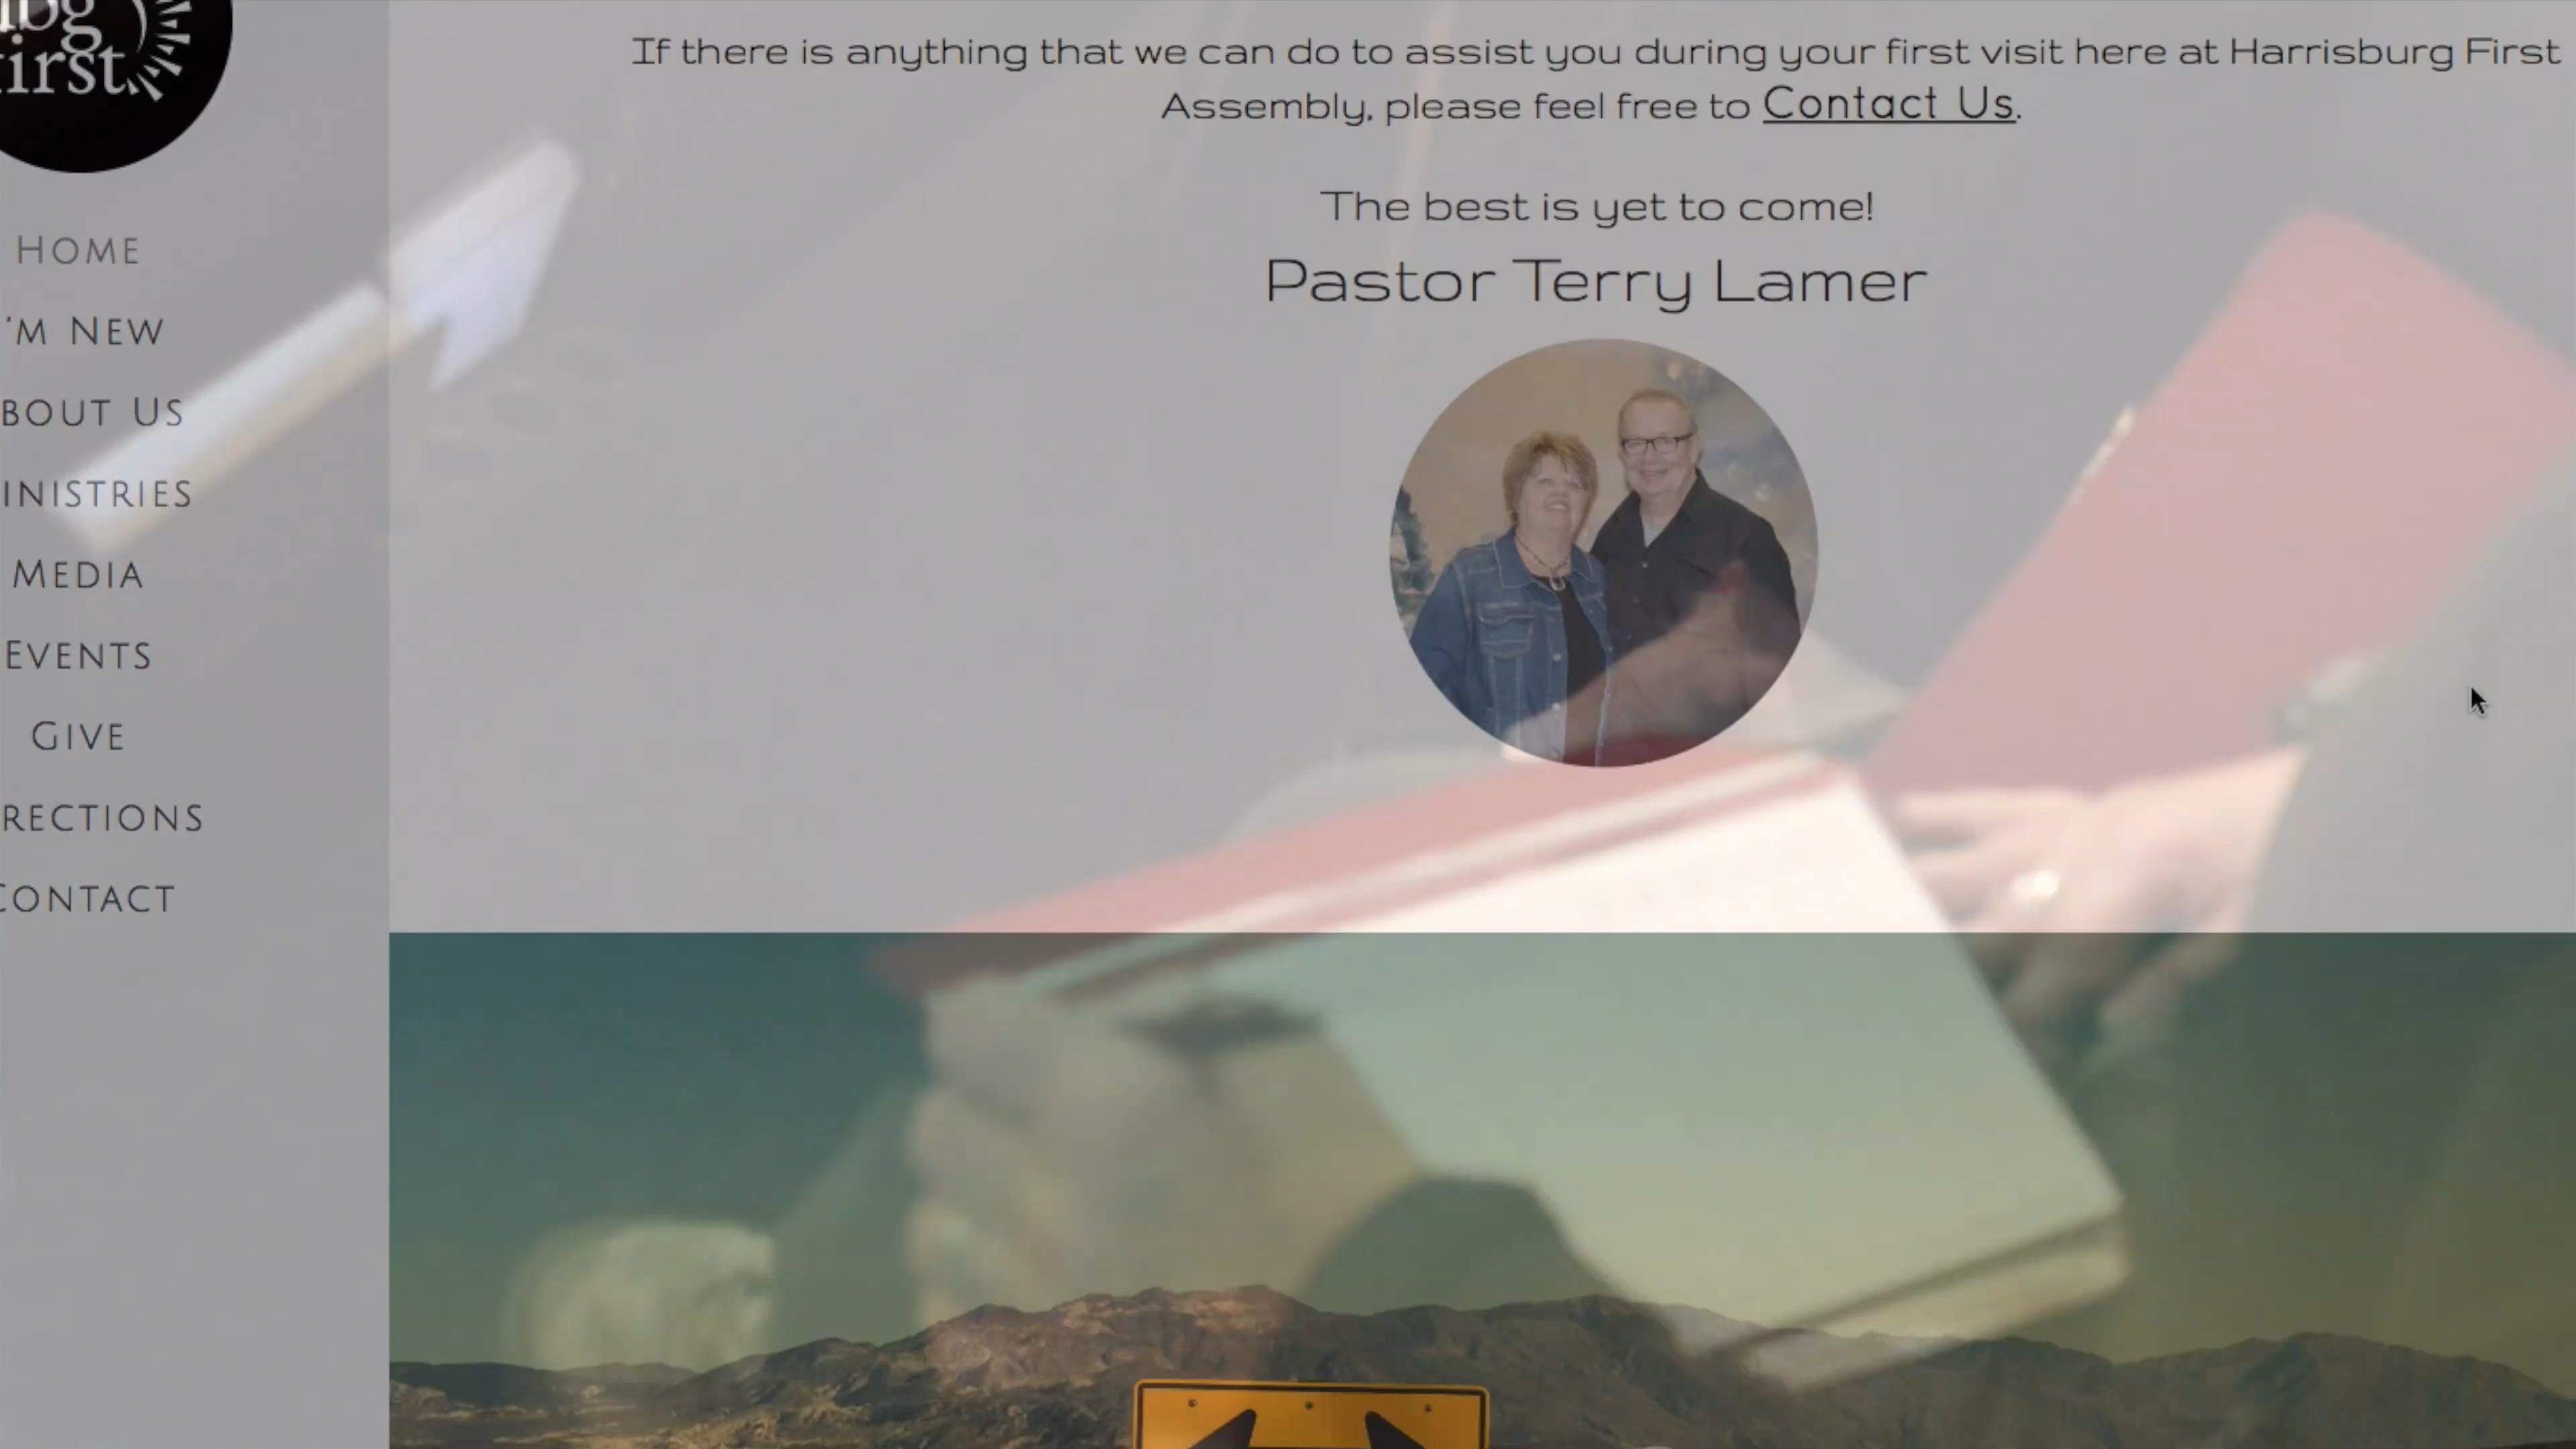 bg
first
If there is anything that we can do to assist you during your first visit here at Harrisburg First
Assembly, please feel free to Contact Us.
The best is yet to come!
Pastor Terry Lamer
HOME
'M NEW
BOUT US
INISTRIES
MEDIA
EVENTS
GIVE
RECTIONS
CONTACT